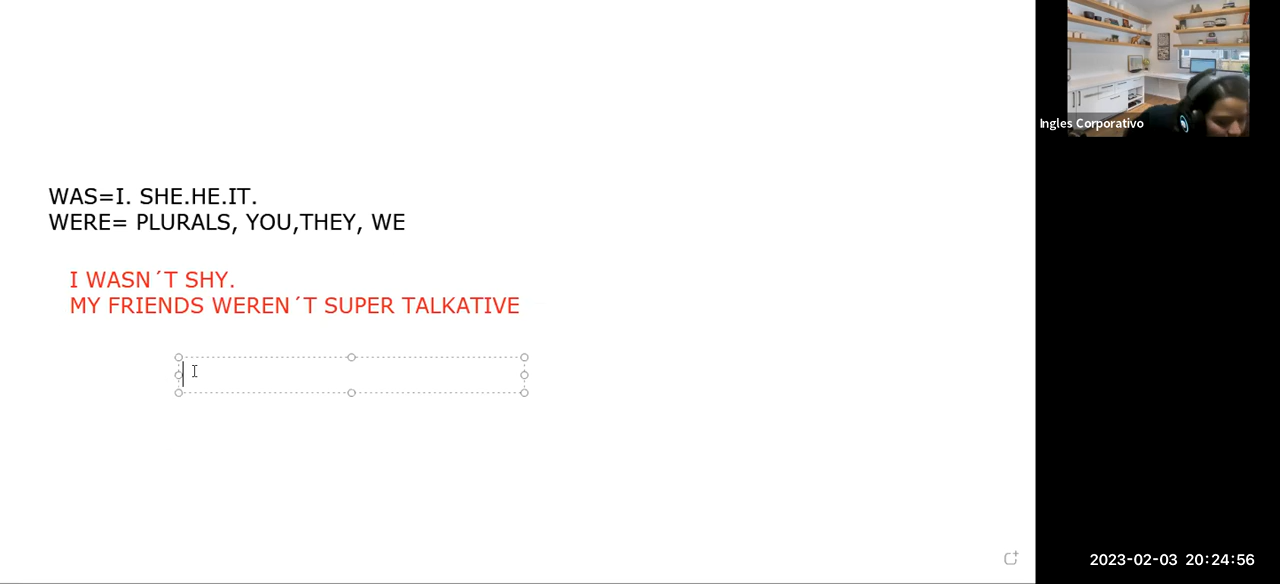 WAS=I. SHE.HE.IT.
WERE= PLURALS, YOU,THEY, WE
I WASN´T SHY.
MY FRIENDS WEREN´T SUPER TALKATIVE
Ingles Corporativo
2023-02-03 20:24:56